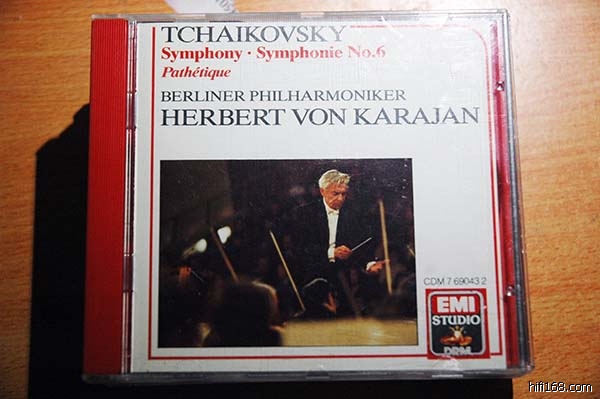 TCHAIKOVSKY
Symphony · Symphonie No.6
Pathétique
BERLINER PHILHARMONIKER
HERBERT VON KARAJAN
CDM 7 69043 2
EMI
STUDIO
DRM
hifi168.com